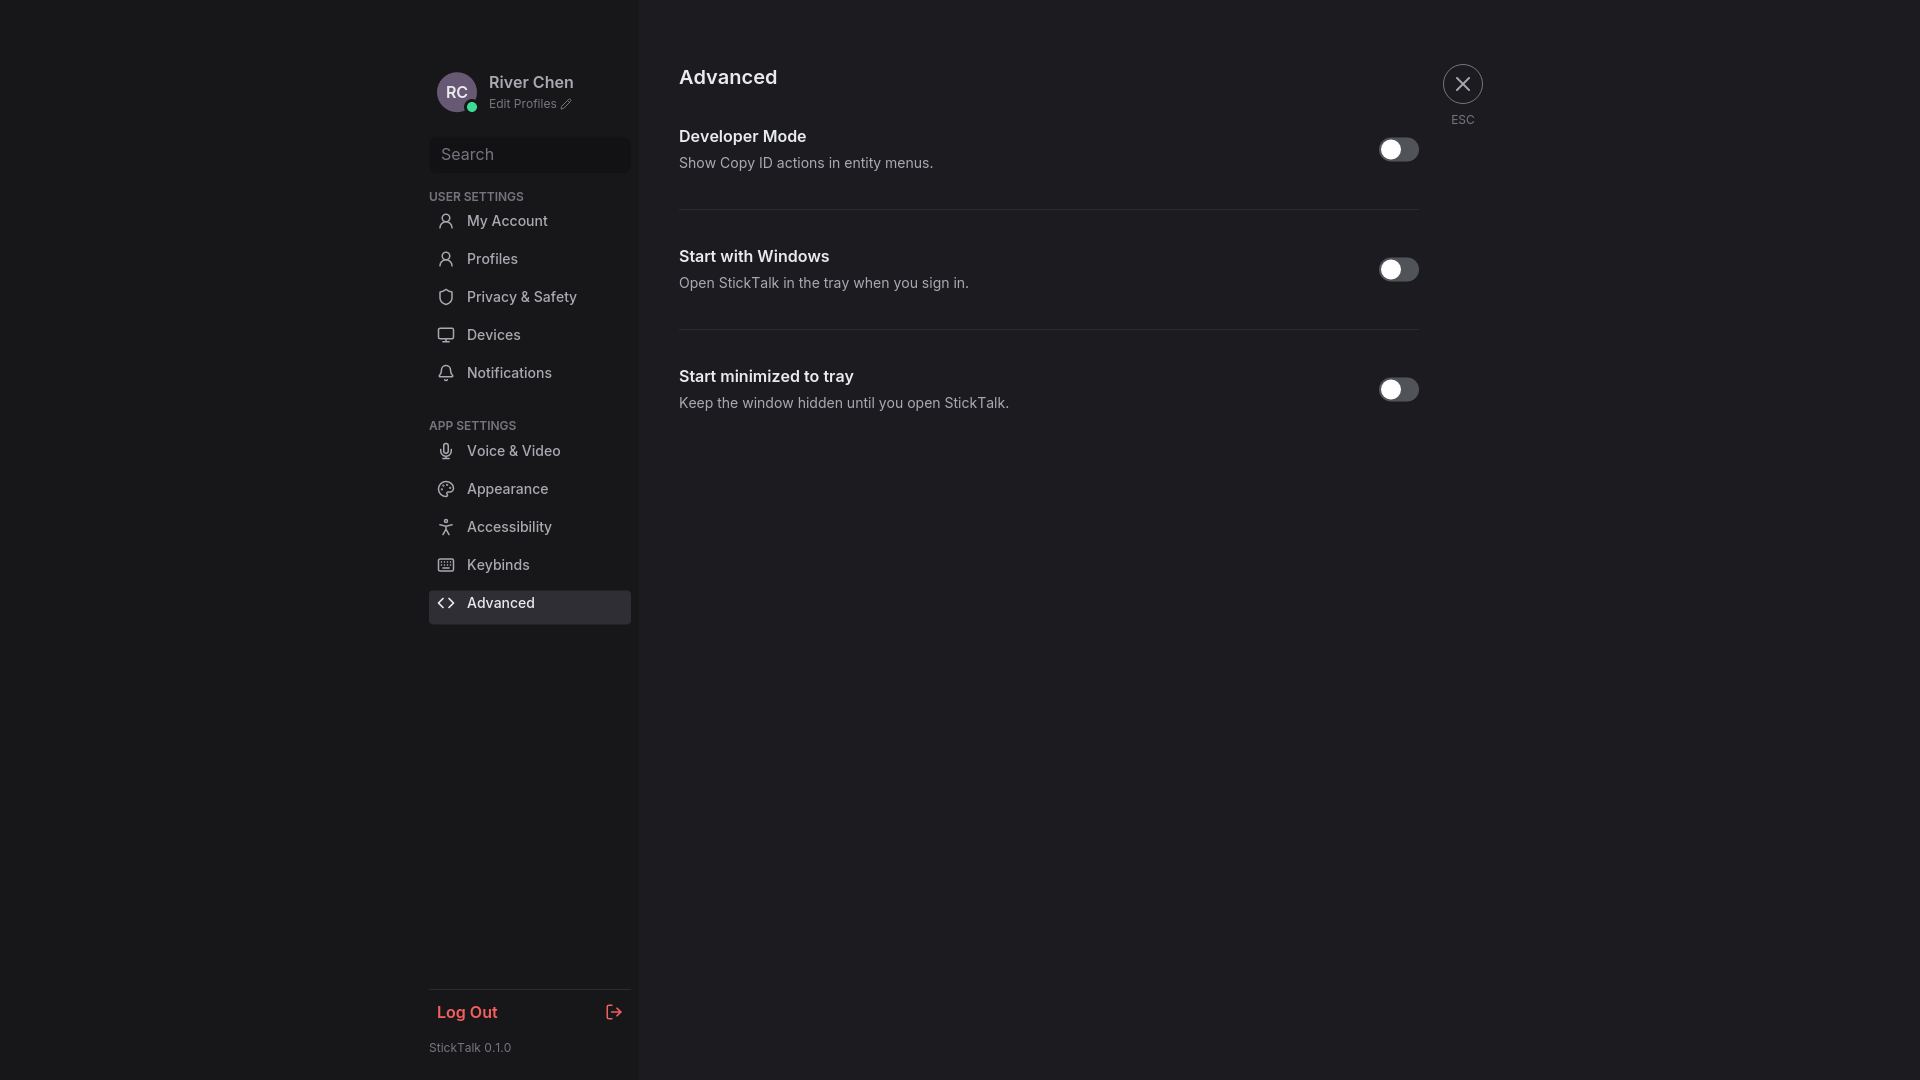 RC
River Chen
Edit Profiles
Search
USER SETTINGS
My Account
Profiles
Privacy & Safety
Devices
Notifications
APP SETTINGS
Voice & Video
Appearance
Accessibility
Keybinds
Advanced
Log Out
StickTalk 0.1.0
Advanced
ESC
Developer Mode
Show Copy ID actions in entity menus.
Start with Windows
Open StickTalk in the tray when you sign in.
Start minimized to tray
Keep the window hidden until you open StickTalk.